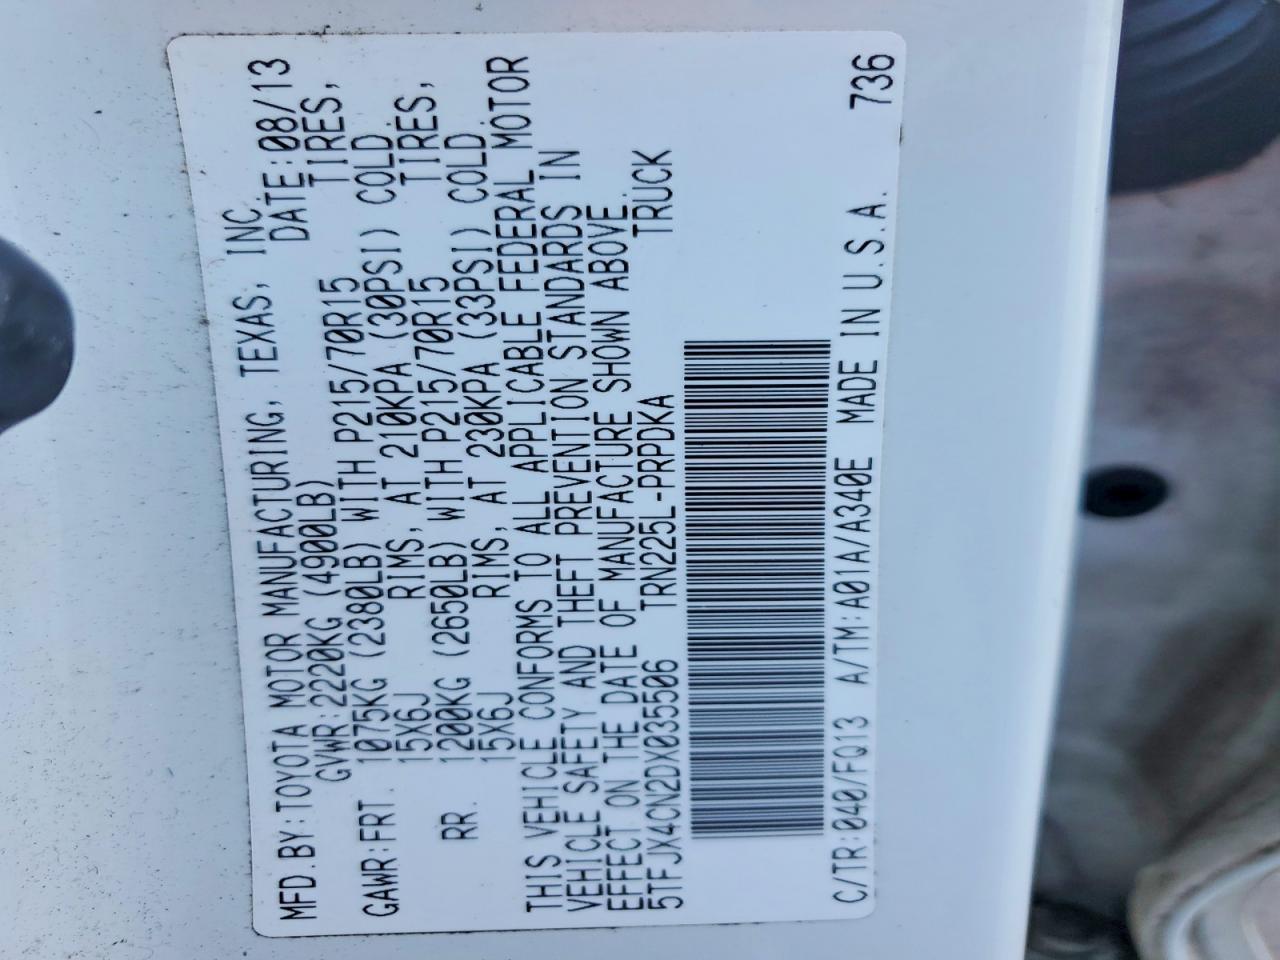 MFD.BY:TOYOTA MOTOR MANUFACTURING, TEXAS, INC.
GVWR:2220KG (4900LB) DATE:08/13
GAWR:FRT. 1075KG (2380LB) WITH P215/70R15 TIRES,
15X6J RIMS, AT 210KPA (30PSI) COLD.
RR. 1200KG (2650LB) WITH P215/70R15 TIRES,
15X6J RIMS, AT 230KPA (33PSI) COLD.
THIS VEHICLE CONFORMS TO ALL APPLICABLE FEDERAL MOTOR
VEHICLE SAFETY AND THEFT PREVENTION STANDARDS IN
EFFECT ON THE DATE OF MANUFACTURE SHOWN ABOVE.
5TFJX4CN2DX035506 TRN225L-PRPDKA TRUCK
C/TR:040/FQ13 A/TM:A01A/A340E MADE IN U.S.A. 736